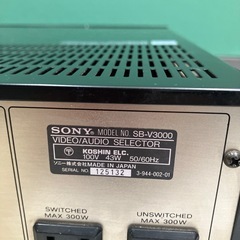 SONY MODEL NO. SB-V3000
VIDEO/AUDIO SELECTOR
KOSHIN ELC.
100V 43W 50/60Hz
ソニー株式会社 MADE IN JAPAN
SERIAL NO. 125132 3-944-002-01
SWITCHED
MAX 300W
UNSWITCHED
MAX 300W